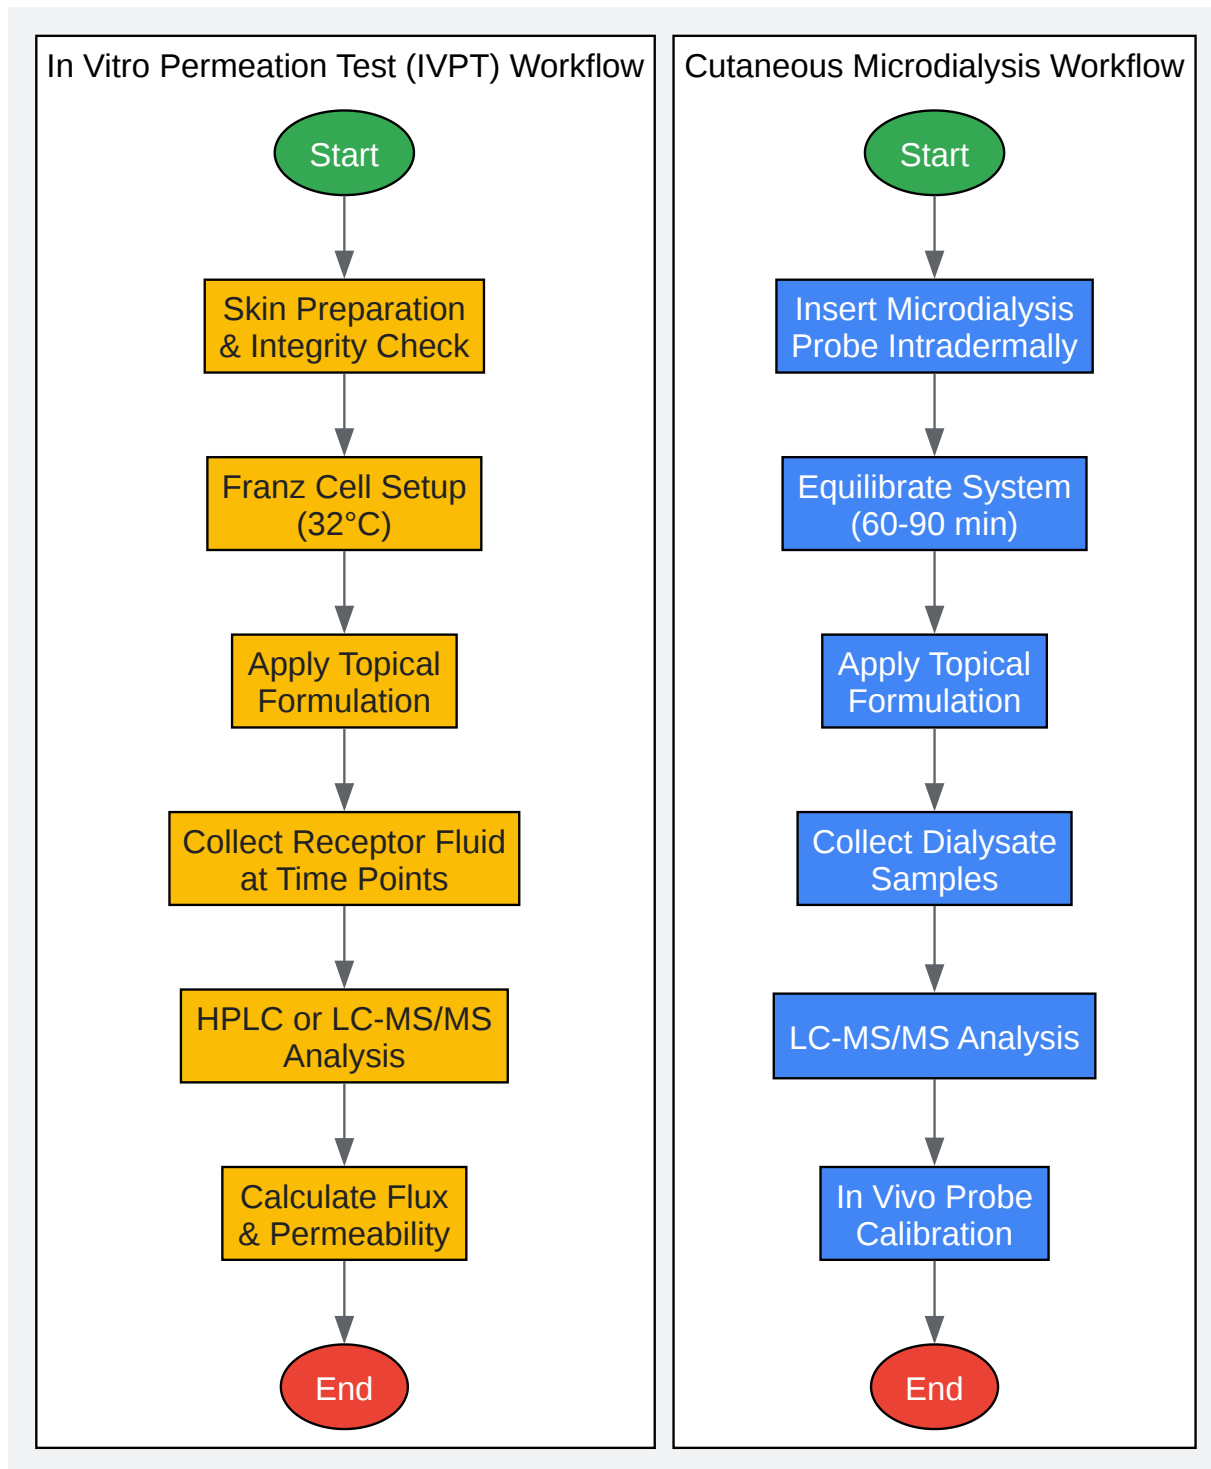 In Vitro Permeation Test (IVPT) Workflow
Start
Skin Preparation
& Integrity Check
Franz Cell Setup
(32°C)
Apply Topical
Formulation
Collect Receptor Fluid
at Time Points
HPLC or LC-MS/MS
Analysis
Calculate Flux
& Permeability
End
Cutaneous Microdialysis Workflow
Start
Insert Microdialysis
Probe Intradermally
Equilibrate System
(60-90 min)
Apply Topical
Formulation
Collect Dialysate
Samples
LC-MS/MS Analysis
In Vivo Probe
Calibration
End